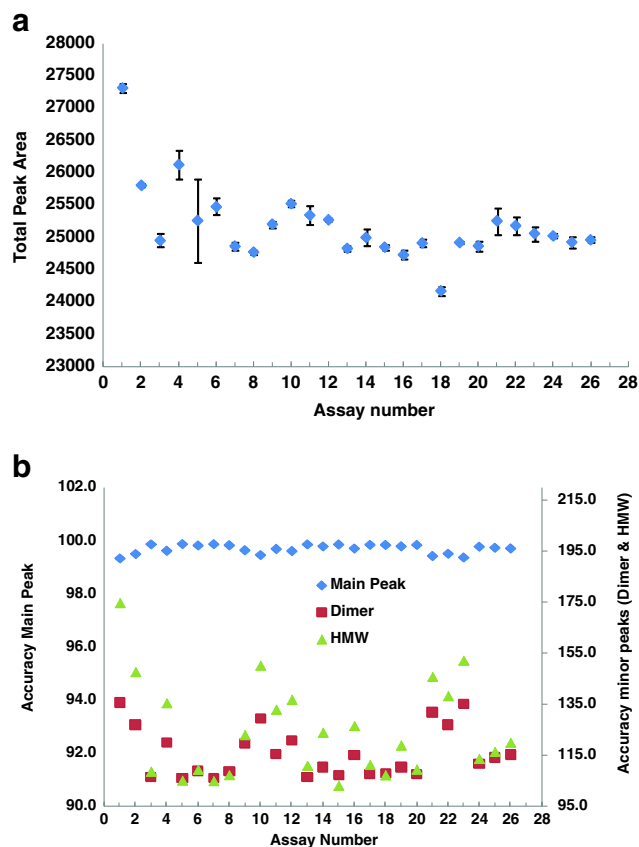 a
28000
27500
27000
26500
26000
25500
25000
24500
24000
23500
23000
Total Peak Area
0 2 4 6 8 10 12 14 16 18 20 22 24 26 28
Assay number
b
102.0
100.0
98.0
96.0
94.0
92.0
90.0
Accuracy Main Peak
Main Peak
Dimer
HMW
215.0
195.0
175.0
155.0
135.0
115.0
95.0
Accuracy minor peaks (Dimer & HMW)
0 2 4 6 8 10 12 14 16 18 20 22 24 26 28
Assay Number